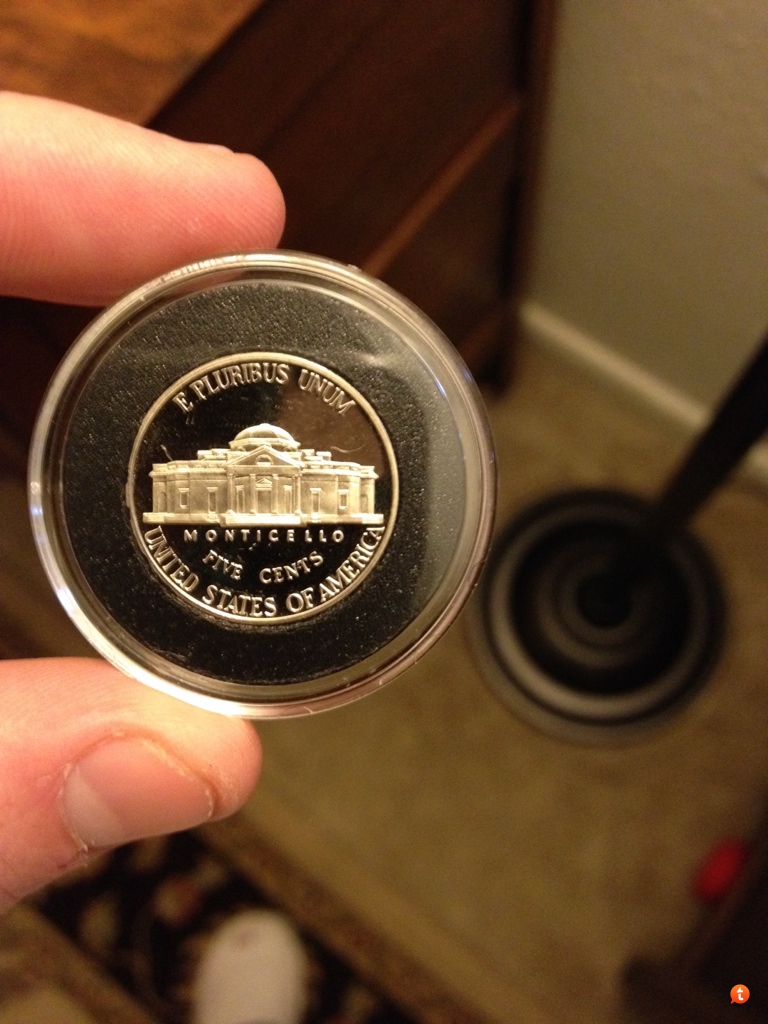 E PLURIBUS UNUM
MONTICELLO
FIVE CENTS
UNITED STATES OF AMERICA
t